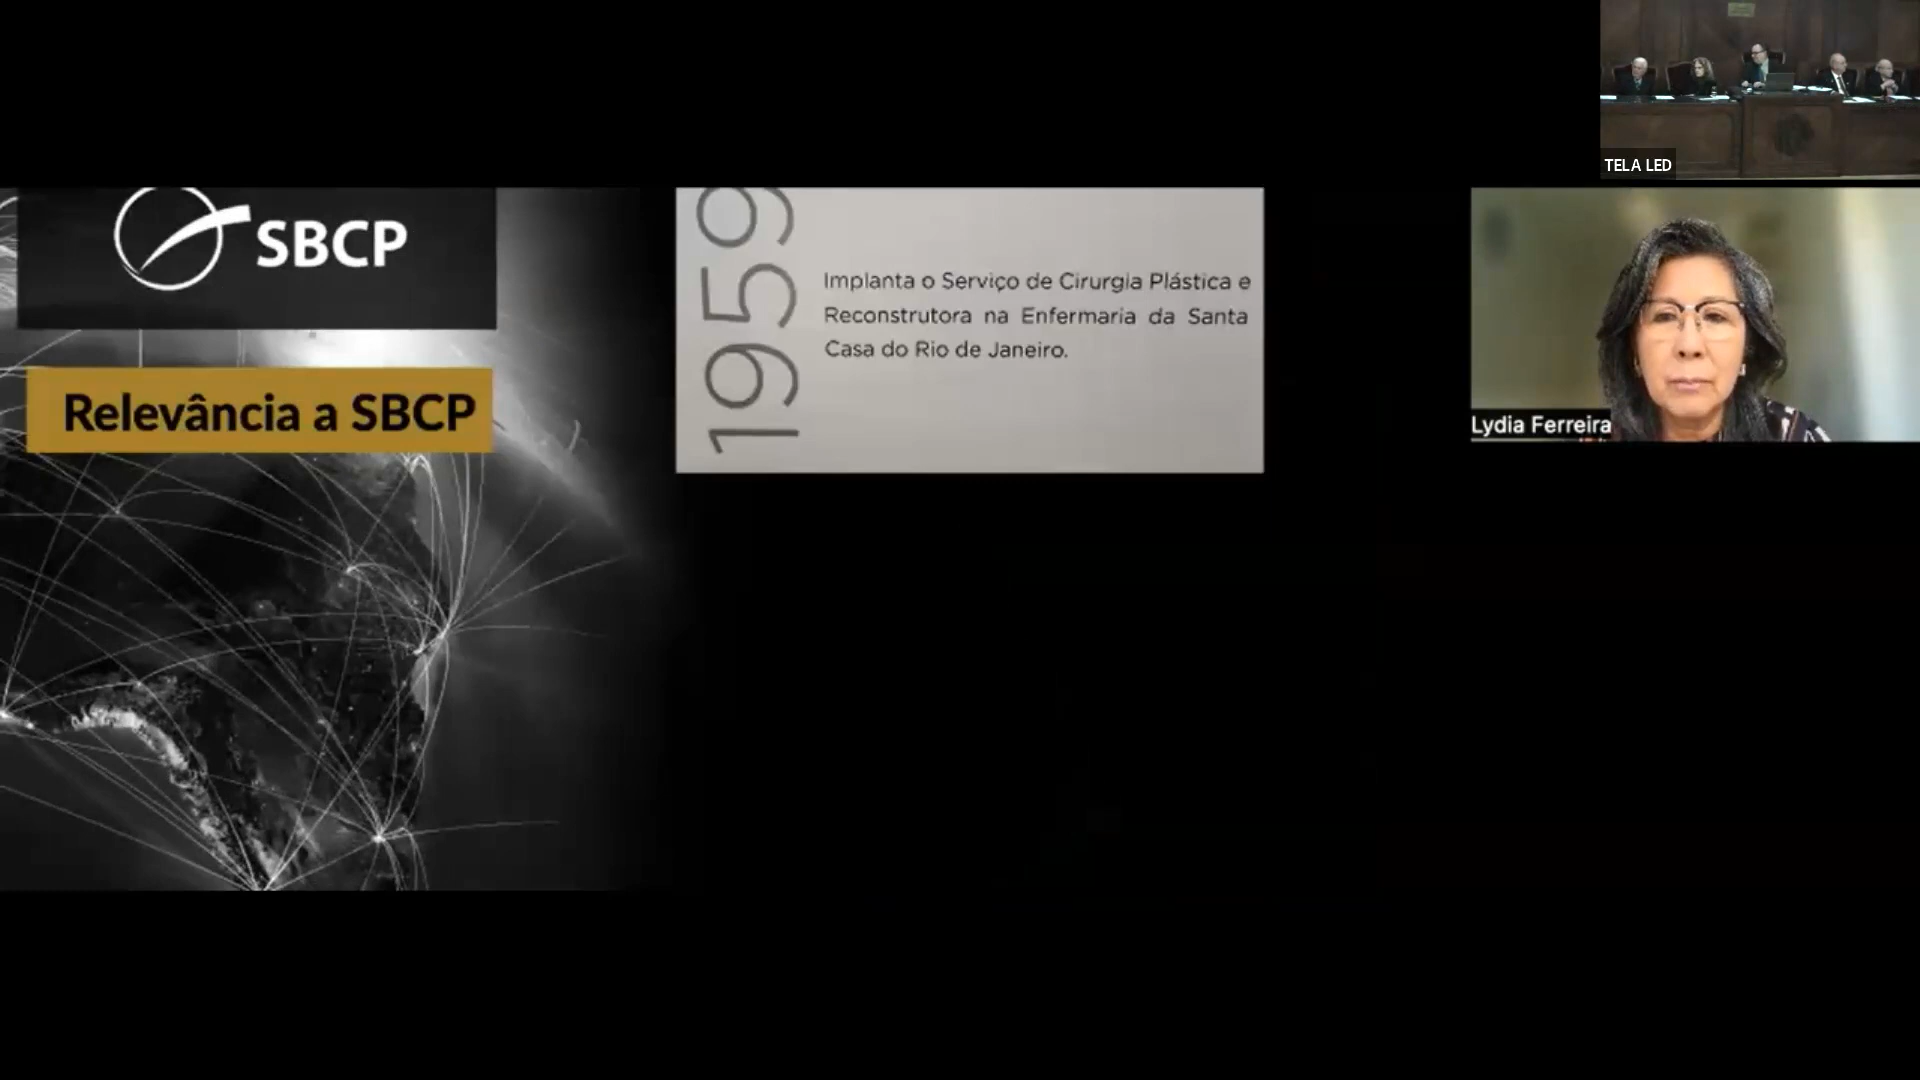 TELA LED
SBCP
Relevância a SBCP
1959
Implanta o Serviço de Cirurgia Plástica e
Reconstrutora na Enfermaria da Santa
Casa do Rio de Janeiro.
Lydia Ferreira